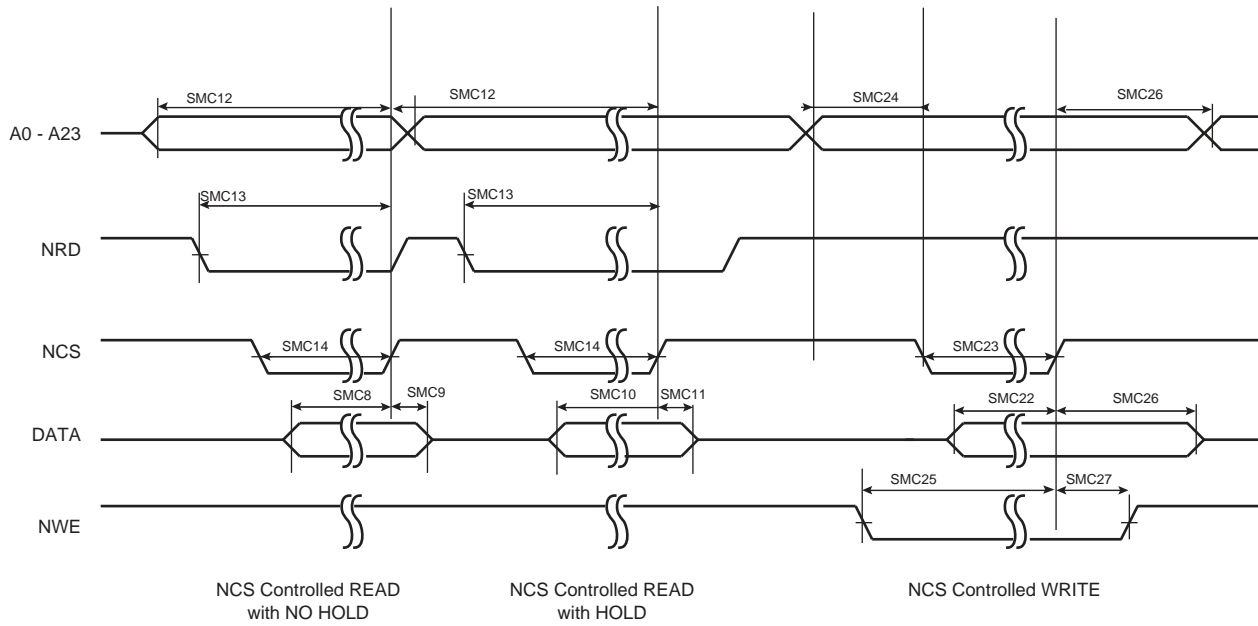 SMC12
SMC12
SMC24
SMC26
A0 - A23
SMC13
SMC13
NRD
NCS
SMC14
SMC14
SMC23
SMC8
SMC9
SMC10
SMC11
SMC22
SMC26
DATA
SMC25
SMC27
NWE
NCS Controlled READ
with NO HOLD
NCS Controlled READ
with HOLD
NCS Controlled WRITE